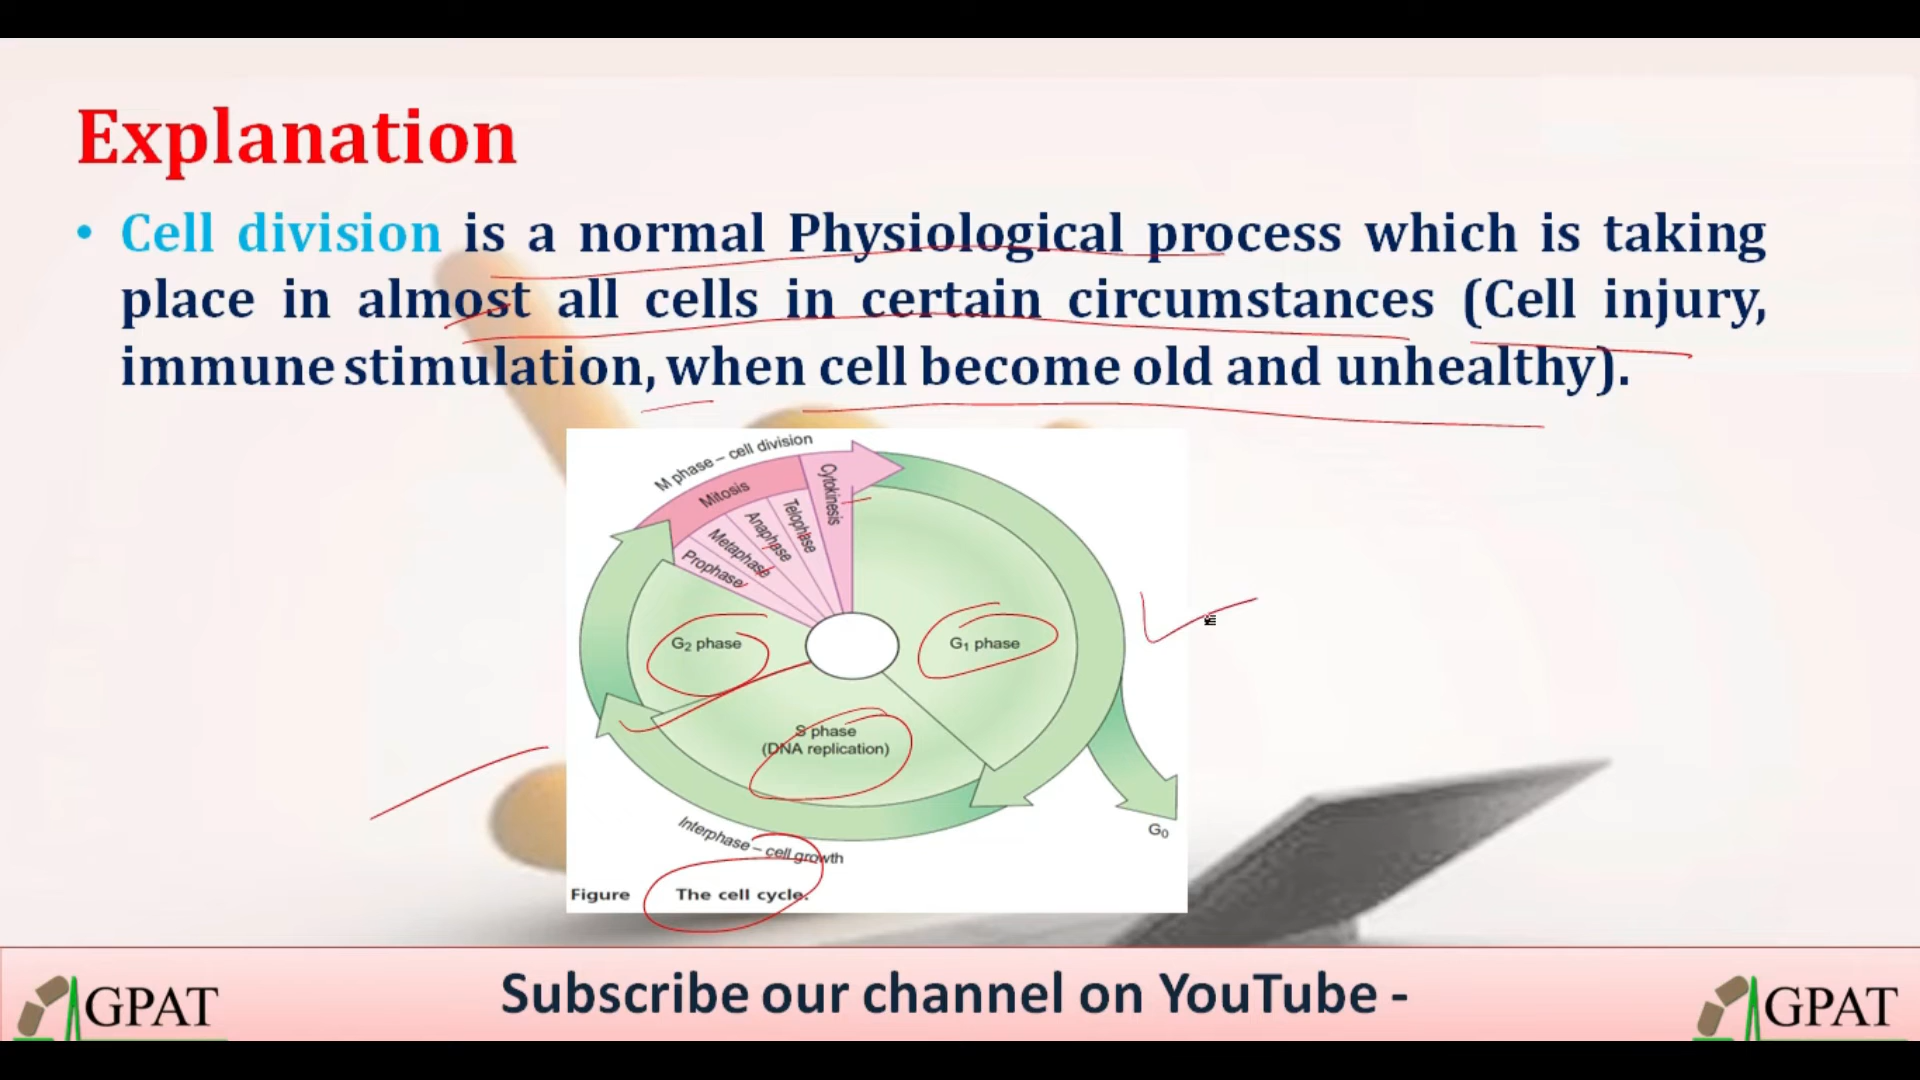 Explanation
• Cell division is a normal Physiological process which is taking
place in almost all cells in certain circumstances (Cell injury,
immune stimulation, when cell become old and unhealthy).
M phase – cell division
Mitosis
Cytokinesis
Telophase
Anaphase
Metaphase
Prophase
G₂ phase
G₁ phase
S phase
(DNA replication)
G₀
Interphase – cell growth
Figure The cell cycle.
GPAT
Subscribe our channel on YouTube -
GPAT